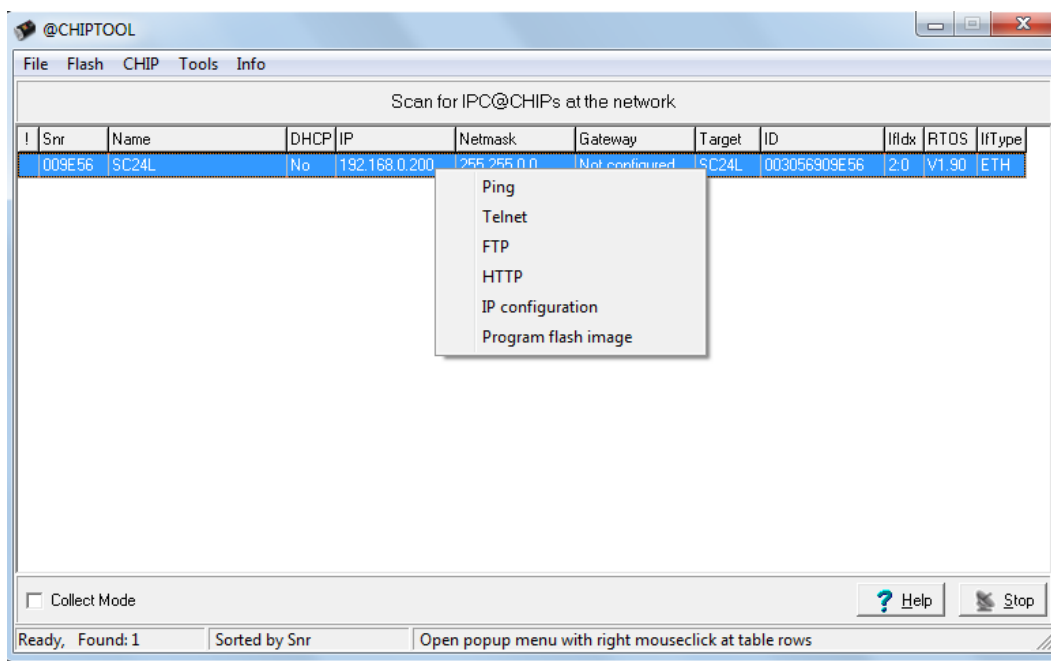 @CHIPTOOL
File Flash CHIP Tools Info
Scan for IPC@CHIPs at the network
! Snr Name DHCP IP Netmask Gateway Target ID IfIdx RTOS IfType
009E56 SC24L No 192.168.0.200 255.255.0.0 Not configured SC24L 003056909E56 2:0 V1.90 ETH
Ping
Telnet
FTP
HTTP
IP configuration
Program flash image
Collect Mode
? Help Stop
Ready, Found: 1 Sorted by Snr Open popup menu with right mouseclick at table rows